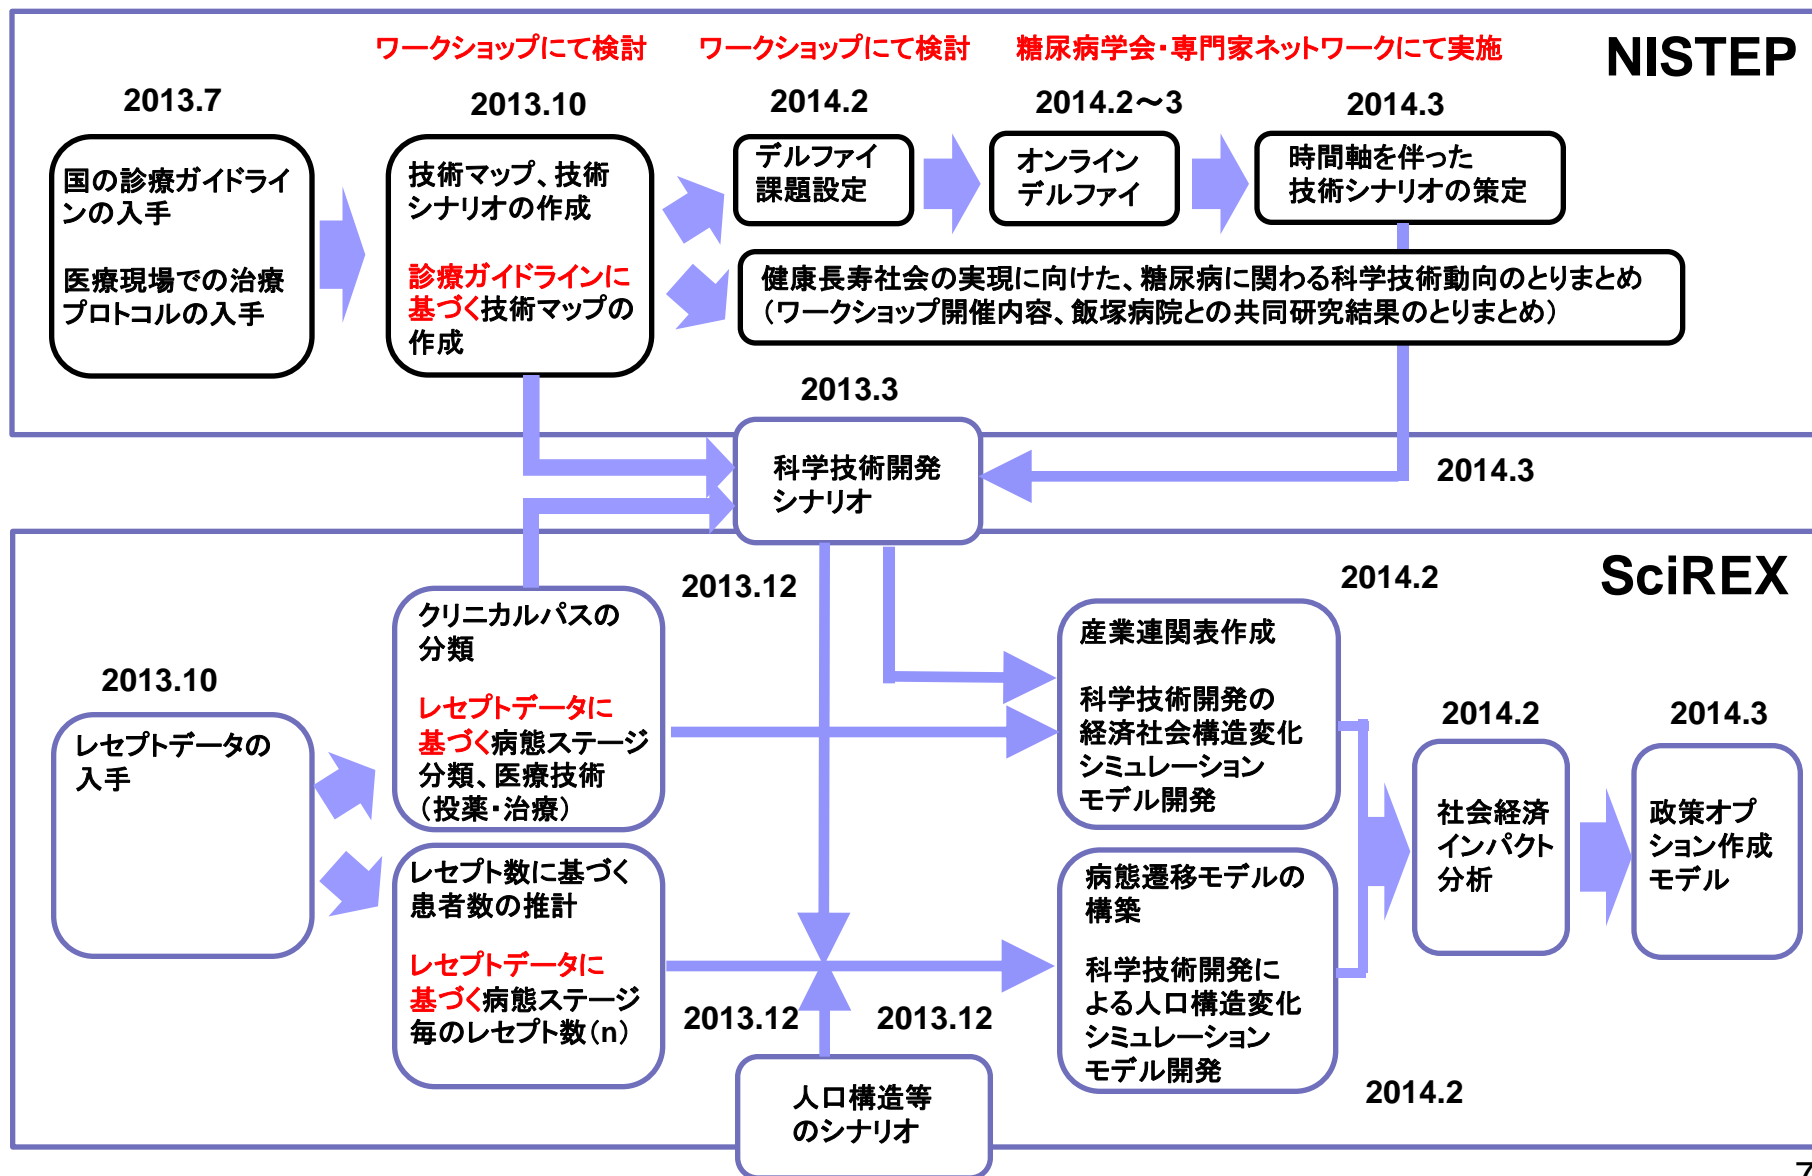 ワークショップにて検討
ワークショップにて検討
糖尿病学会・専門家ネットワークにて実施
NISTEP
2013.7
2013.10
2014.2
2014.2～3
2014.3
国の診療ガイドライ
ンの入手
医療現場での治療
プロトコルの入手
技術マップ、技術
シナリオの作成
診療ガイドラインに
基づく技術マップの
作成
デルファイ
課題設定
オンライン
デルファイ
時間軸を伴った
技術シナリオの策定
健康長寿社会の実現に向けた、糖尿病に関わる科学技術動向のとりまとめ
（ワークショップ開催内容、飯塚病院との共同研究結果のとりまとめ）
2013.3
科学技術開発
シナリオ
2014.3
SciREX
2013.12
2014.2
2013.10
レセプトデータの
入手
クリニカルパスの
分類
レセプトデータに
基づく病態ステージ
分類、医療技術
（投薬・治療）
レセプト数に基づく
患者数の推計
レセプトデータに
基づく病態ステージ
毎のレセプト数（n）
2013.12
2013.12
人口構造等
のシナリオ
産業連関表作成
科学技術開発の
経済社会構造変化
シミュレーション
モデル開発
病態遷移モデルの
構築
科学技術開発に
よる人口構造変化
シミュレーション
モデル開発
2014.2
2014.2
社会経済
インパクト
分析
2014.3
政策オプ
ション作成
モデル
7